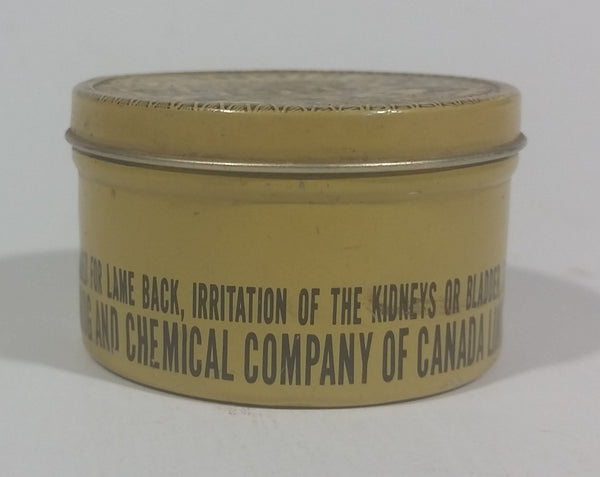 FOR LAME BACK, IRRITATION OF THE KIDNEYS OR BLADDER,
AND CHEMICAL COMPANY OF CANADA